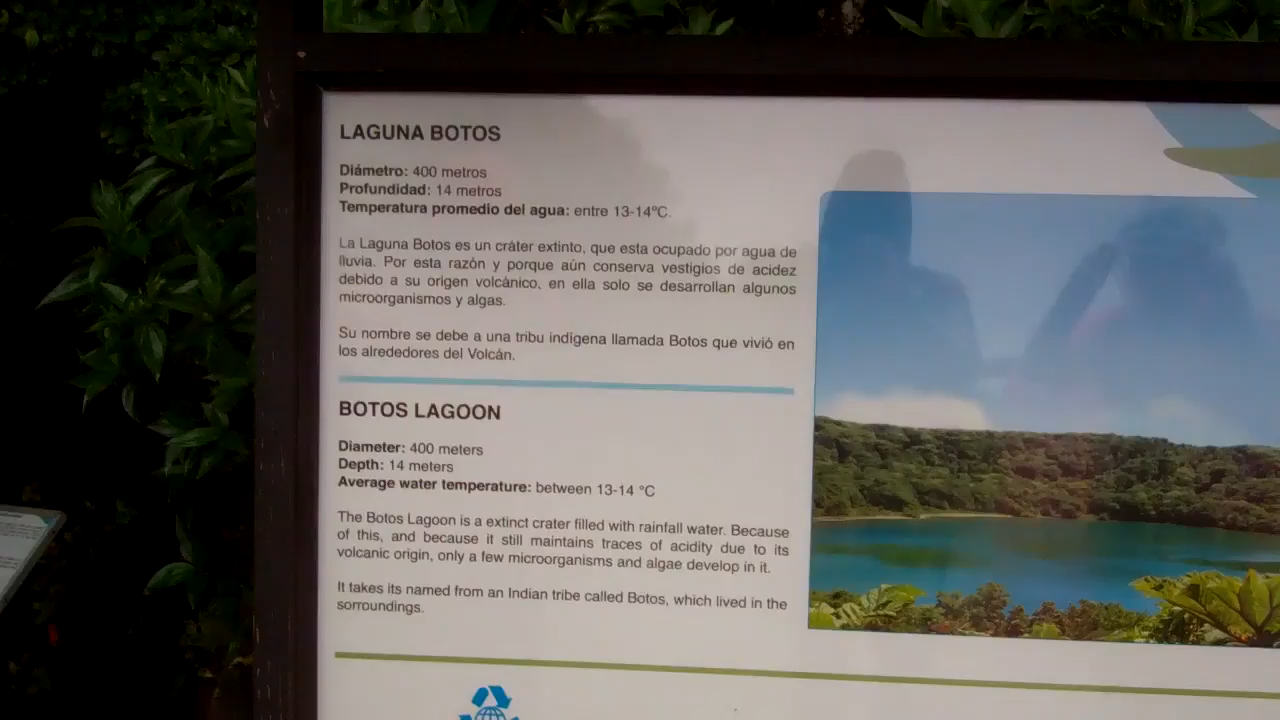 LAGUNA BOTOS
Diámetro: 400 metros
Profundidad: 14 metros
Temperatura promedio del agua: entre 13-14ºC.
La Laguna Botos es un cráter extinto, que esta ocupado por agua de
lluvia. Por esta razón y porque aún conserva vestigios de acidez
debido a su origen volcánico, en ella solo se desarrollan algunos
microorganismos y algas.
Su nombre se debe a una tribu indígena llamada Botos que vivió en
los alrededores del Volcán.
BOTOS LAGOON
Diameter: 400 meters
Depth: 14 meters
Average water temperature: between 13-14 °C
The Botos Lagoon is a extinct crater filled with rainfall water. Because
of this, and because it still maintains traces of acidity due to its
volcanic origin, only a few microorganisms and algae develop in it.
It takes its named from an Indian tribe called Botos, which lived in the
sorroundings.